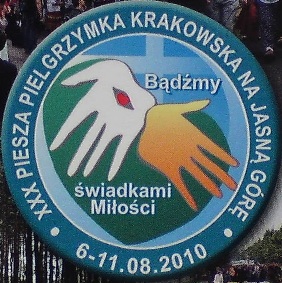 XXX PIESZA PIELGRZYMKA KRAKOWSKA NA JASNĄ GÓRĘ
Bądźmy
świadkami
Miłości
6-11.08.2010